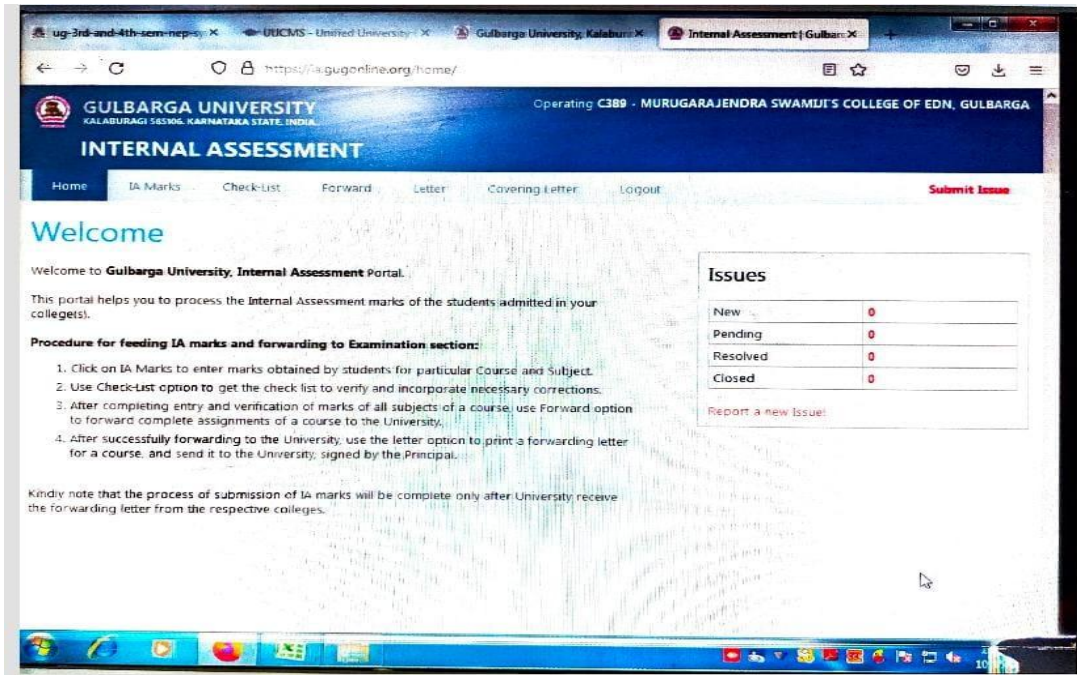 ug-3rd-and-4th-sem-nep-sy
UUCMS - Unified University
Gulbarga University, Kalabur
Internal Assessment | Gulbar
https://ia.gugonline.org/home/
GULBARGA UNIVERSITY
KALABURAGI 585106, KARNATAKA STATE, INDIA.
Operating C389 - MURUGARAJENDRA SWAMIJI'S COLLEGE OF EDN, GULBARGA
INTERNAL ASSESSMENT
Home IA Marks Check-List Forward Letter Covering Letter Logout Submit Issue
Welcome
Welcome to Gulbarga University, Internal Assessment Portal.
This portal helps you to process the Internal Assessment marks of the students admitted in your
college(s).
Procedure for feeding IA marks and forwarding to Examination section:
1. Click on IA Marks to enter marks obtained by students for particular Course and Subject.
2. Use Check-List option to get the check list to verify and incorporate necessary corrections.
3. After completing entry and verification of marks of all subjects of a course, use Forward option
to forward complete assignments of a course to the University.
4. After successfully forwarding to the University, use the letter option to print a forwarding letter
for a course, and send it to the University, signed by the Principal.
Kindly note that the process of submission of IA marks will be complete only after University receive
the forwarding letter from the respective colleges.
Issues
New 0
Pending 0
Resolved 0
Closed 0
Report a new Issue!